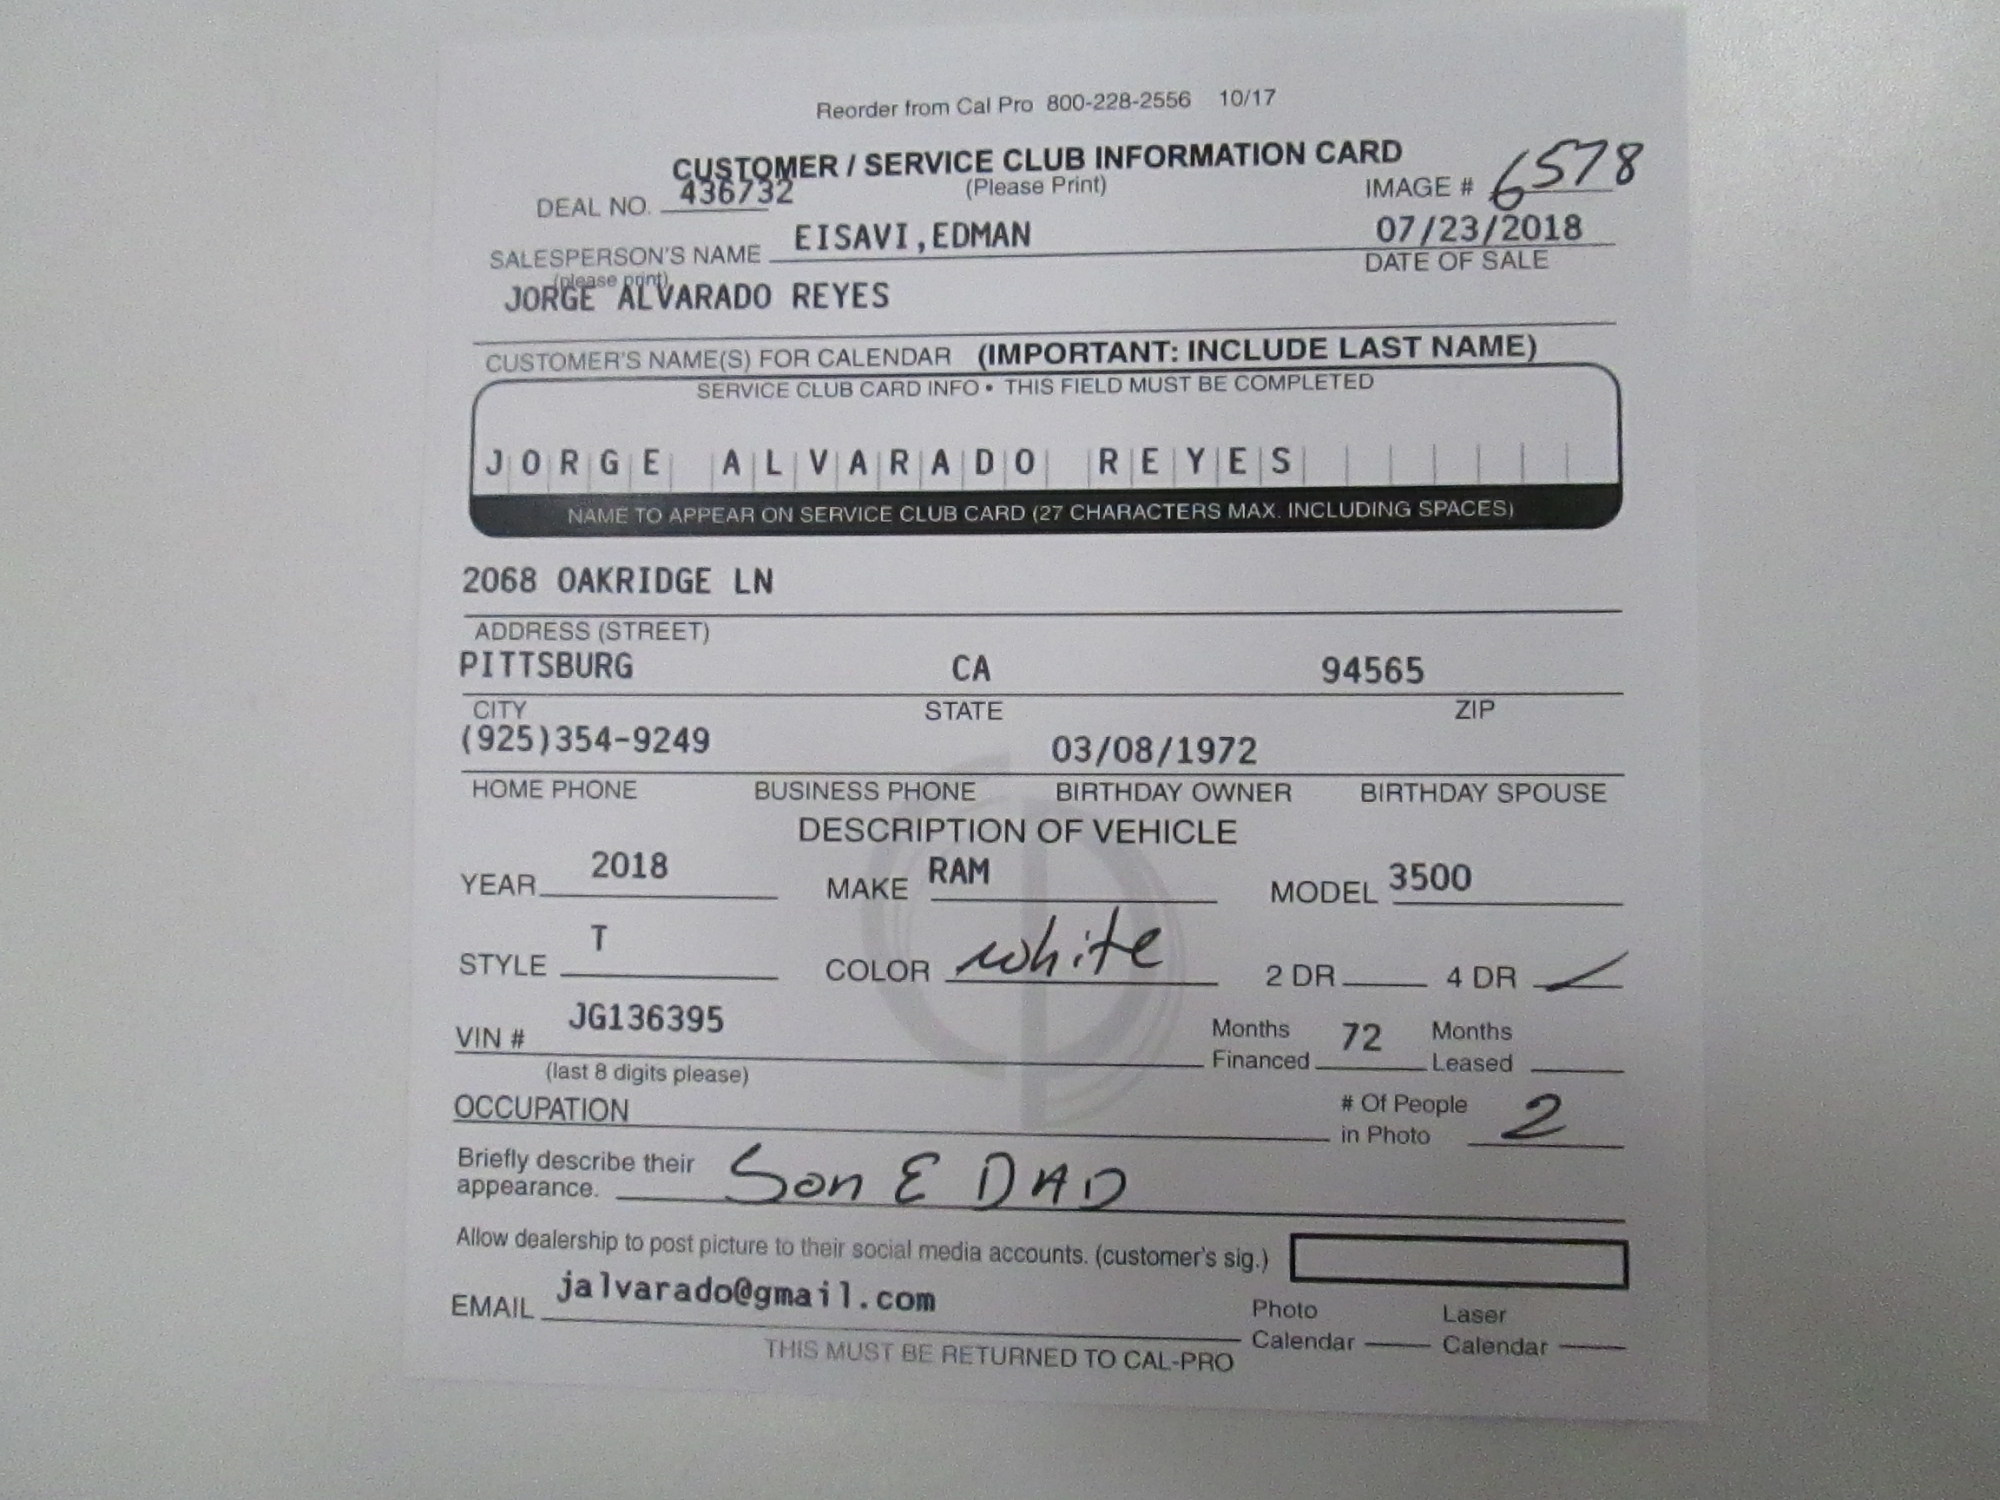 Reorder from Cal Pro 800-228-2556 10/17
CUSTOMER / SERVICE CLUB INFORMATION CARD
(Please Print)
DEAL NO. 436732
IMAGE # 6578
SALESPERSON'S NAME EISAVI,EDMAN
(please print)
07/23/2018
DATE OF SALE
JORGE ALVARADO REYES
CUSTOMER'S NAME(S) FOR CALENDAR (IMPORTANT: INCLUDE LAST NAME)
SERVICE CLUB CARD INFO • THIS FIELD MUST BE COMPLETED
JORGE ALVARADO REYES
NAME TO APPEAR ON SERVICE CLUB CARD (27 CHARACTERS MAX. INCLUDING SPACES)
2068 OAKRIDGE LN
ADDRESS (STREET)
PITTSBURG CA 94565
CITY STATE ZIP
(925)354-9249 03/08/1972
HOME PHONE BUSINESS PHONE BIRTHDAY OWNER BIRTHDAY SPOUSE
DESCRIPTION OF VEHICLE
YEAR 2018 MAKE RAM MODEL 3500
STYLE T COLOR white 2 DR 4 DR
VIN # JG136395 Months Financed 72 Months Leased
(last 8 digits please)
OCCUPATION # Of People in Photo 2
Briefly describe their appearance. Son & DAD
Allow dealership to post picture to their social media accounts. (customer's sig.)
EMAIL jalvarado@gmail.com Photo Calendar Laser Calendar
THIS MUST BE RETURNED TO CAL-PRO